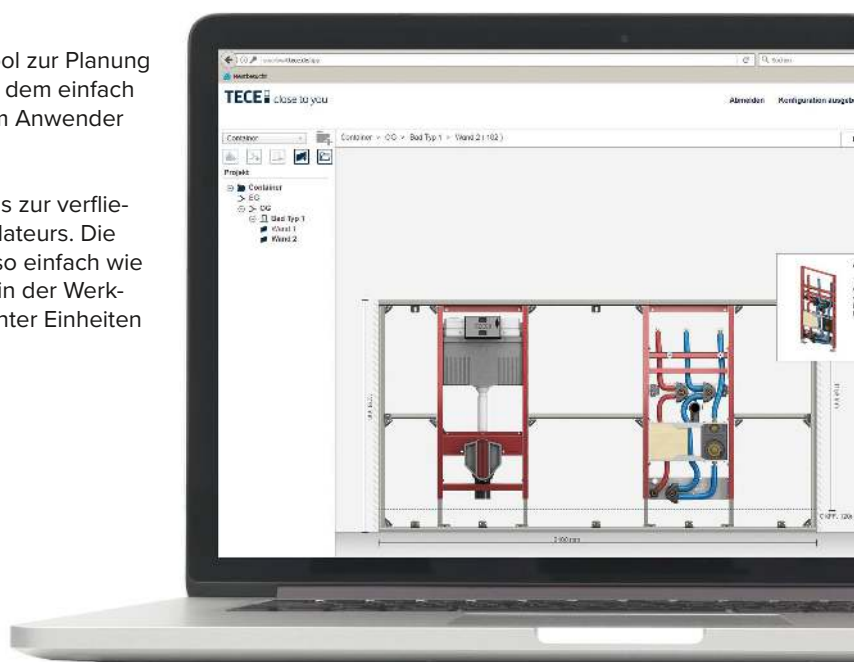 ol zur Planung
dem einfach
n Anwender
s zur verflie-
lateurs. Die
so einfach wie
in der Werk-
nter Einheiten
Wandansicht
TECE close to you
Abmelden Konfiguration ausgeb
Container
Container > OG > Bad Typ 1 > Wand 2 ( 102 )
Projekt
Container
EG
OG
Bad Typ 1
Wand 1
Wand 2